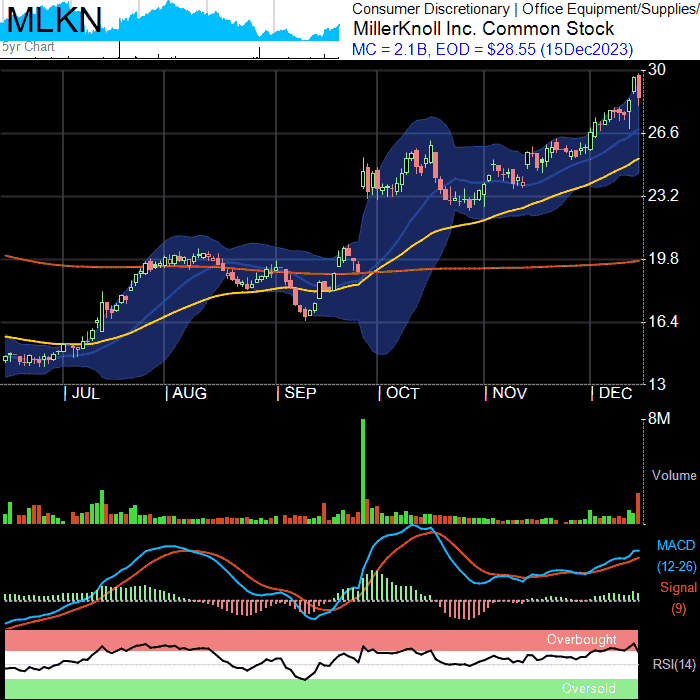 MLKN
5yr Chart
Consumer Discretionary | Office Equipment/Supplies/
MillerKnoll Inc. Common Stock
MC = 2.1B, EOD = $28.55 (15Dec2023)
30
26.6
23.2
19.8
16.4
13
JUL
AUG
SEP
OCT
NOV
DEC
8M
Volume
MACD
(12-26)
Signal
(9)
Overbought
RSI(14)
Oversold